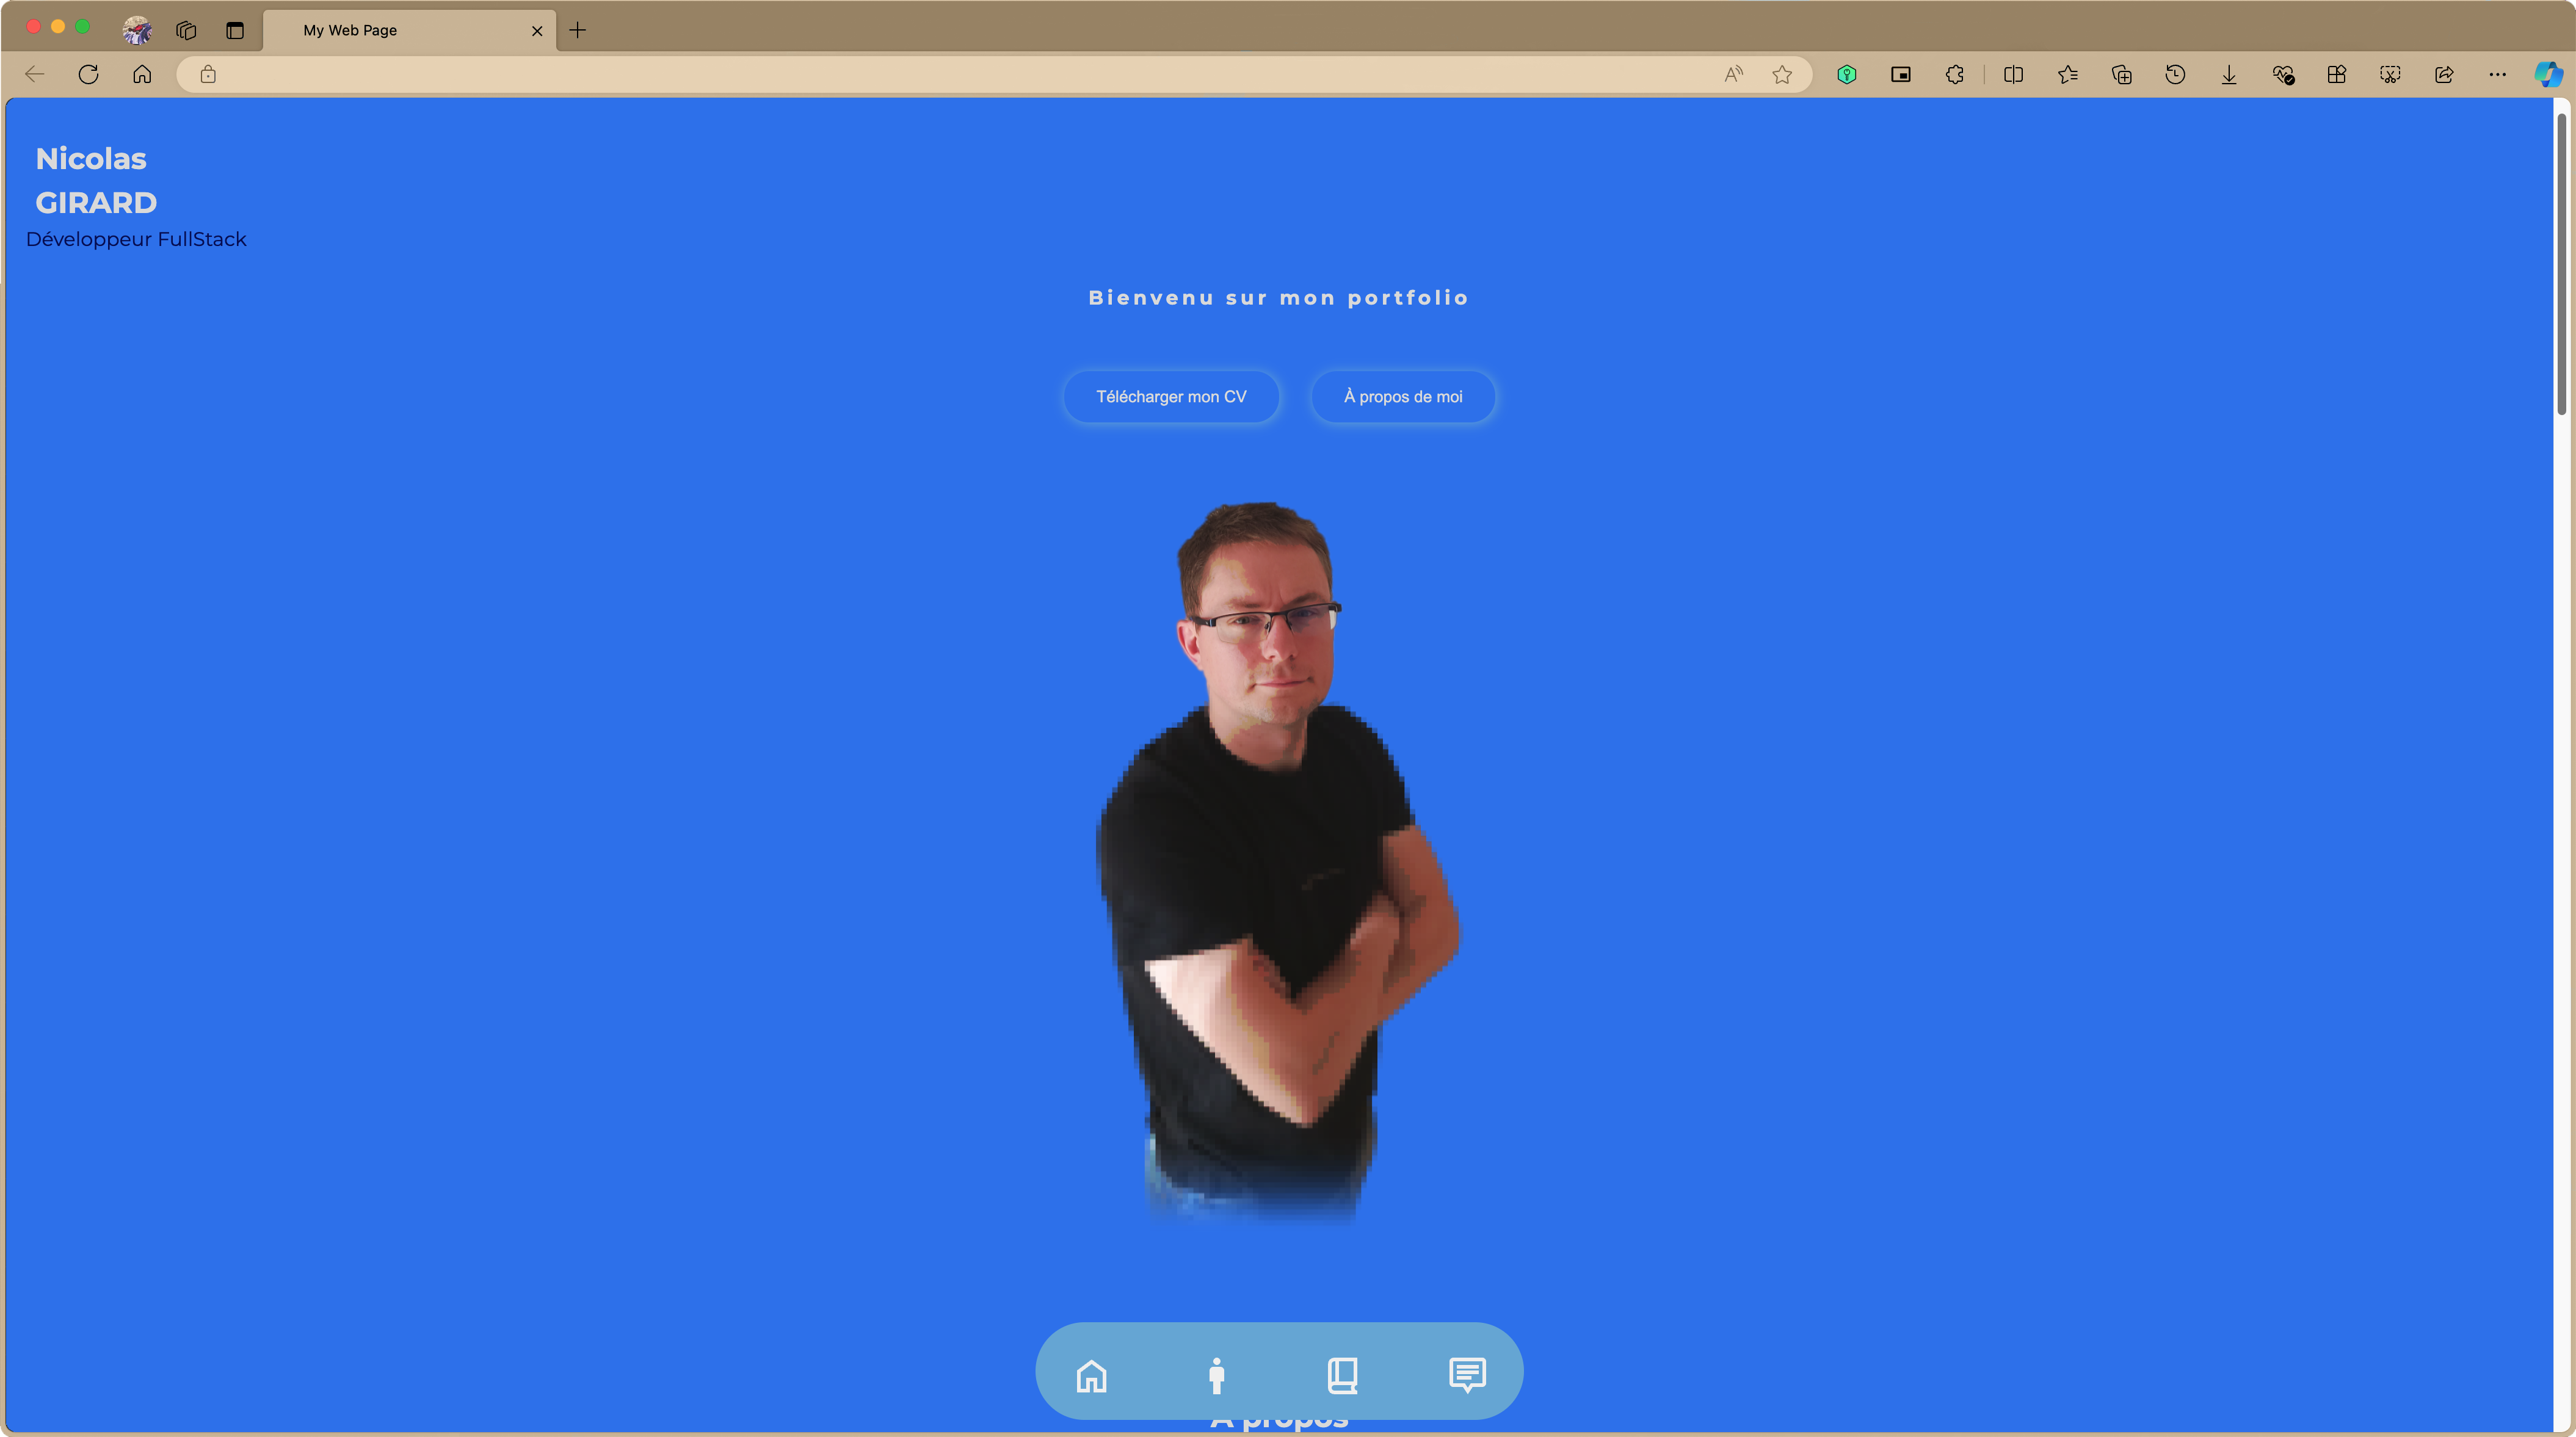 My Web Page
Nicolas
GIRARD
Développeur FullStack
Bienvenu sur mon portfolio
Télécharger mon CV
À propos de moi
A propos